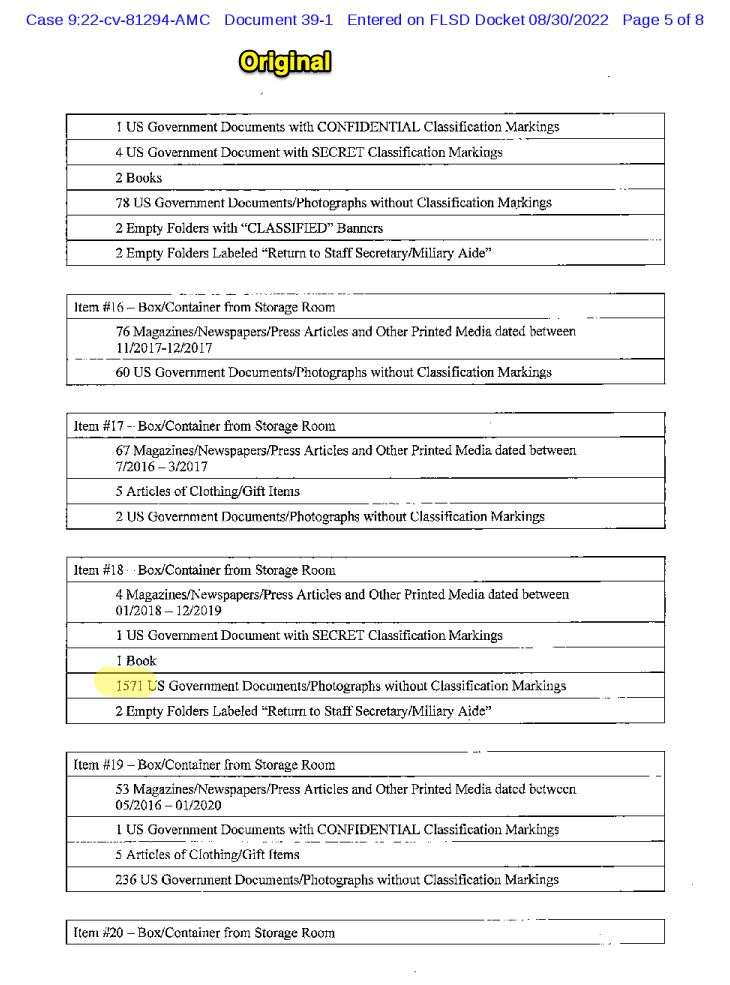 Case 9:22-cv-81294-AMC Document 39-1 Entered on FLSD Docket 08/30/2022 Page 5 of 8
Original
1 US Government Documents with CONFIDENTIAL Classification Markings
4 US Government Document with SECRET Classification Markings
2 Books
78 US Government Documents/Photographs without Classification Markings
2 Empty Folders with “CLASSIFIED” Banners
2 Empty Folders Labeled “Return to Staff Secretary/Miliary Aide”
Item #16 – Box/Container from Storage Room
76 Magazines/Newspapers/Press Articles and Other Printed Media dated between
11/2017-12/2017
60 US Government Documents/Photographs without Classification Markings
Item #17 – Box/Container from Storage Room
67 Magazines/Newspapers/Press Articles and Other Printed Media dated between
7/2016 – 3/2017
5 Articles of Clothing/Gift Items
2 US Government Documents/Photographs without Classification Markings
Item #18 – Box/Container from Storage Room
4 Magazines/Newspapers/Press Articles and Other Printed Media dated between
01/2018 – 12/2019
1 US Government Document with SECRET Classification Markings
1 Book
1571 US Government Documents/Photographs without Classification Markings
2 Empty Folders Labeled “Return to Staff Secretary/Miliary Aide”
Item #19 – Box/Container from Storage Room
53 Magazines/Newspapers/Press Articles and Other Printed Media dated between
05/2016 – 01/2020
1 US Government Documents with CONFIDENTIAL Classification Markings
5 Articles of Clothing/Gift Items
236 US Government Documents/Photographs without Classification Markings
Item #20 – Box/Container from Storage Room